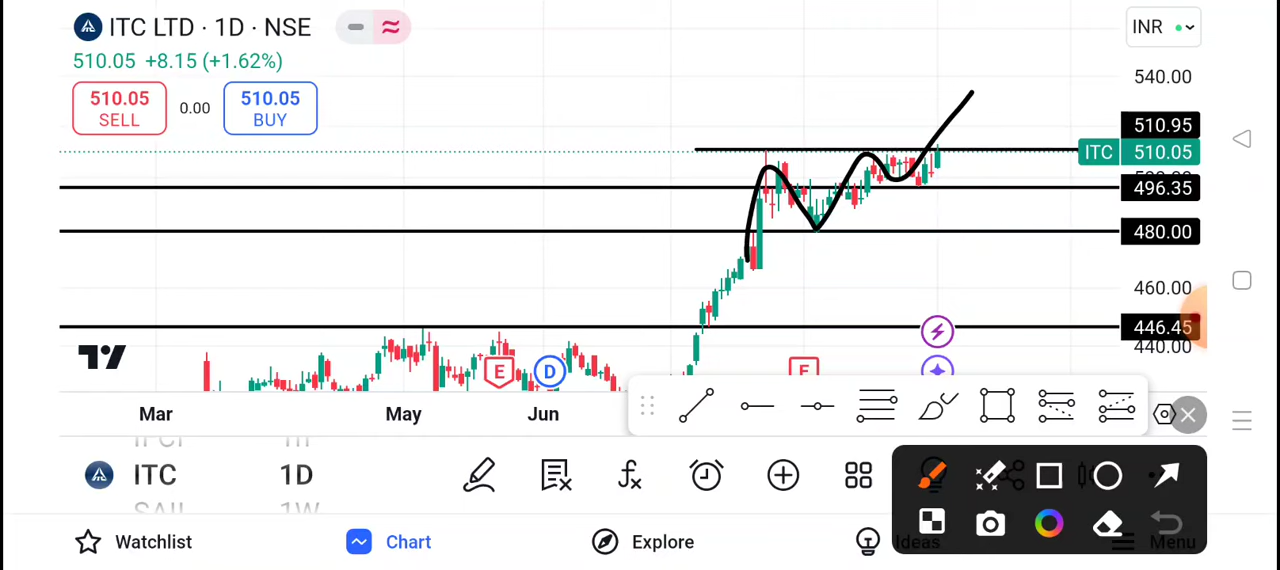 ITC LTD · 1D · NSE
INR
510.05 +8.15 (+1.62%)
510.05
SELL
0.00
510.05
BUY
540.00
510.95
ITC 510.05
496.35
480.00
460.00
446.45
440.00
E
D
E
Mar
May
Jun
ITC 1D
SAIL 1W
Watchlist
Chart
Explore
Ideas
Menu